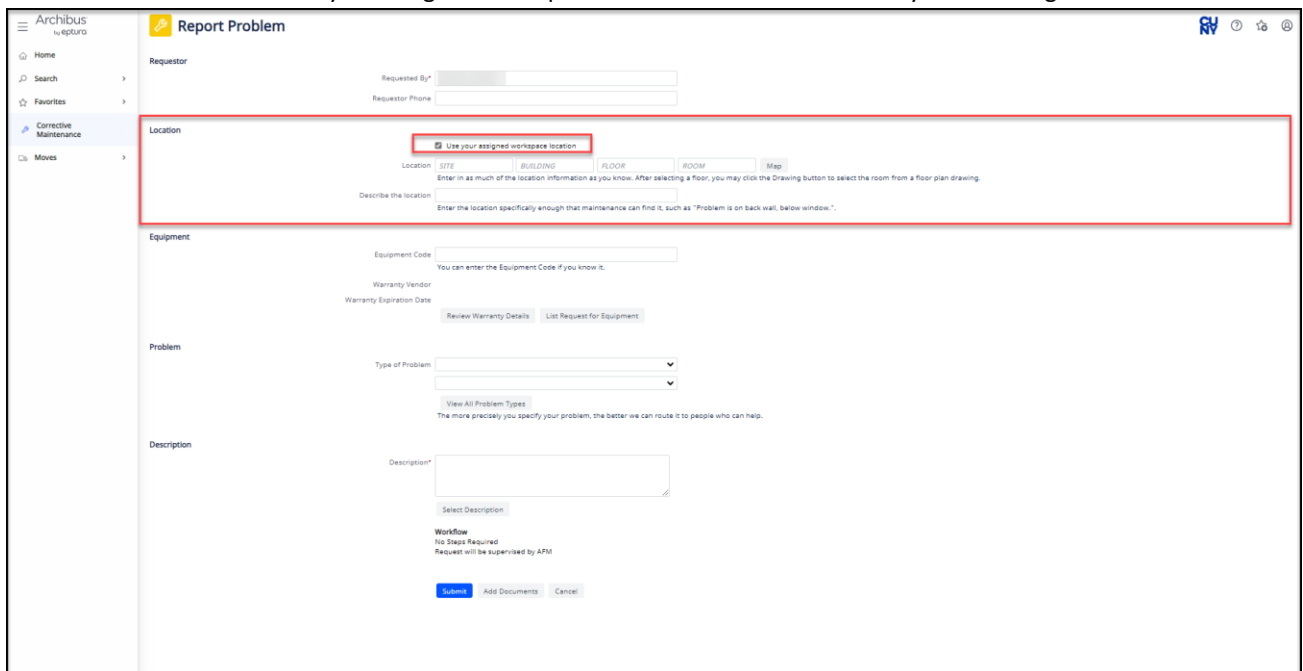 Archibus
by eptura
Report Problem
CU
NY
Home
Search
Favorites
Corrective
Maintenance
Moves
Requestor
Requested By*
Requestor Phone
Location
Use your assigned workspace location
Location SITE BUILDING FLOOR ROOM Map
Enter in as much of the location information as you know. After selecting a floor, you may click the Drawing button to select the room from a floor plan drawing.
Describe the location
Enter the location specifically enough that maintenance can find it, such as "Problem is on back wall, below window.".
Equipment
Equipment Code
You can enter the Equipment Code if you know it.
Warranty Vendor
Warranty Expiration Date
Review Warranty Details List Request for Equipment
Problem
Type of Problem
View All Problem Types
The more precisely you specify your problem, the better we can route it to people who can help.
Description
Description*
Select Description
Workflow
No Steps Required
Request will be supervised by AFM
Submit Add Documents Cancel